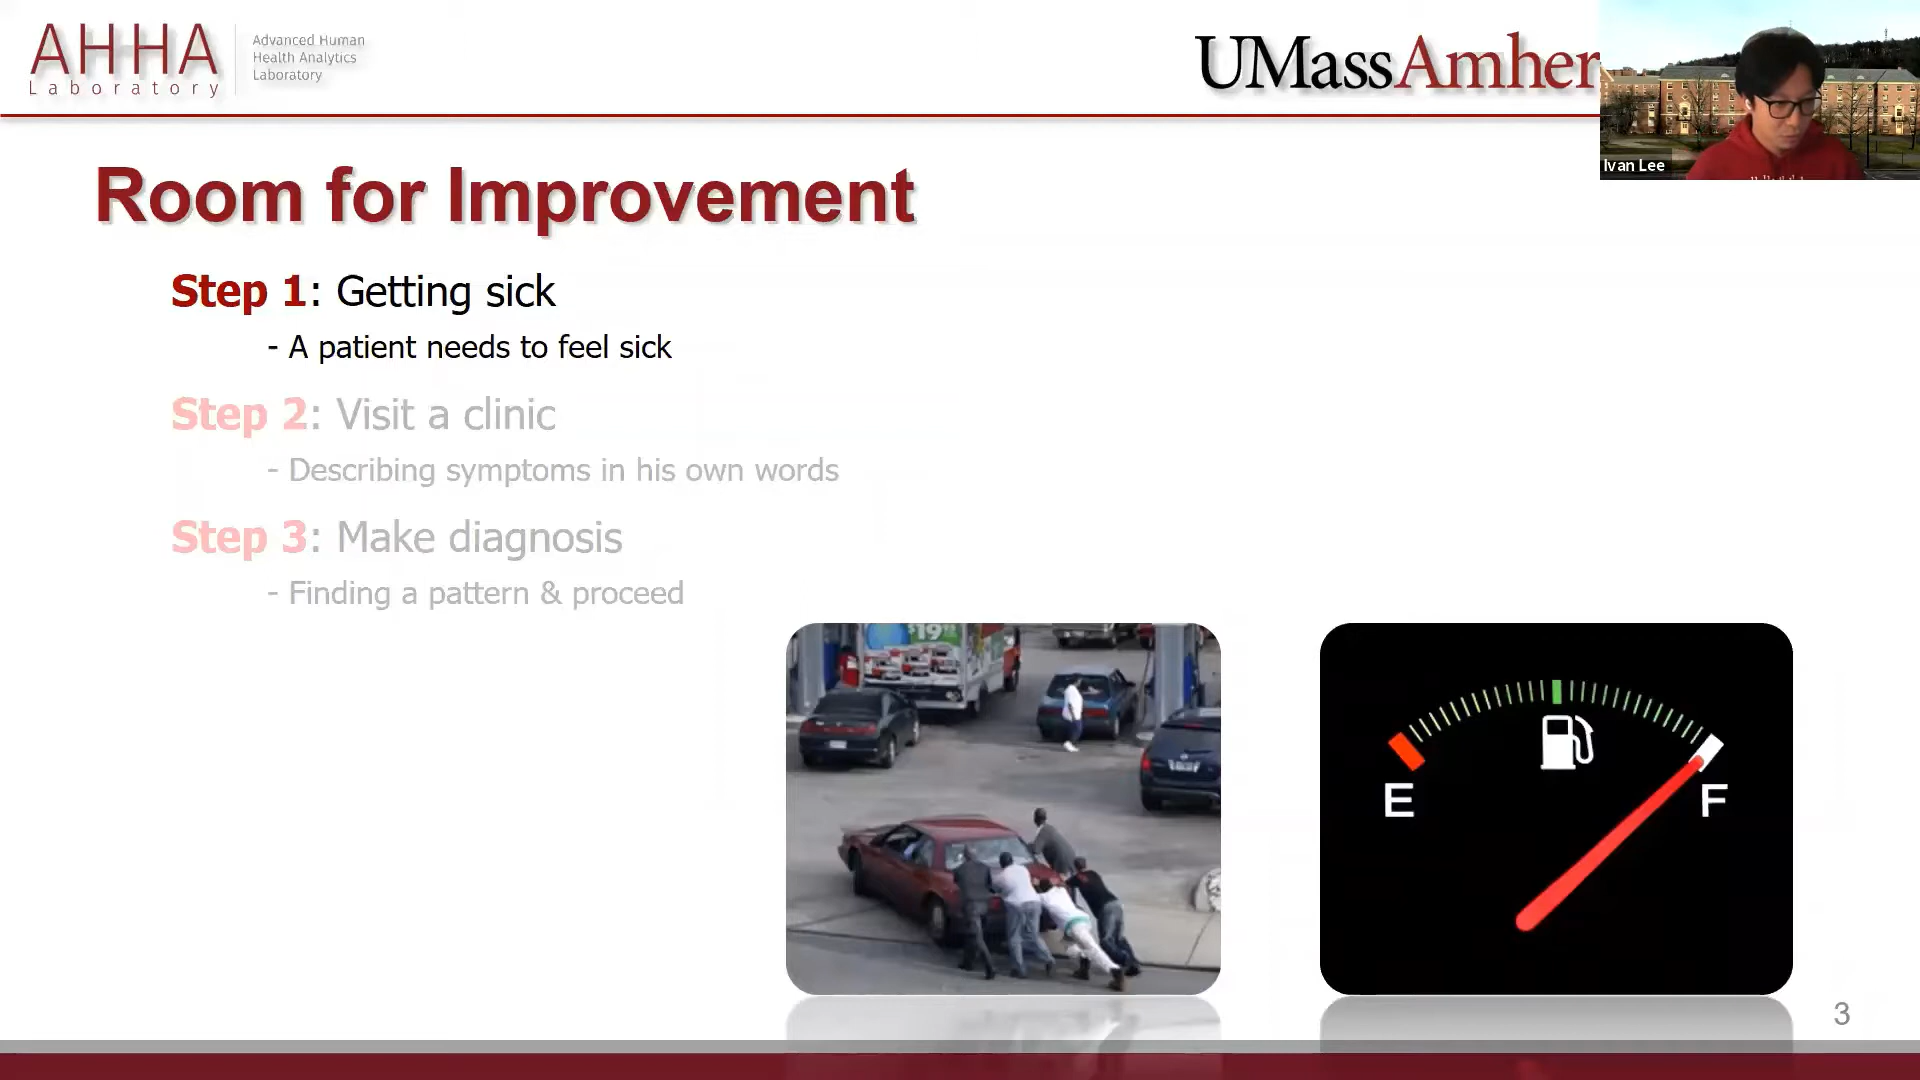 AHHA
Laboratory
Advanced Human
Health Analytics
Laboratory
UMassAmher
Ivan Lee
Room for Improvement
Step 1: Getting sick
- A patient needs to feel sick
Step 2: Visit a clinic
- Describing symptoms in his own words
Step 3: Make diagnosis
- Finding a pattern & proceed
$19
E
F
3